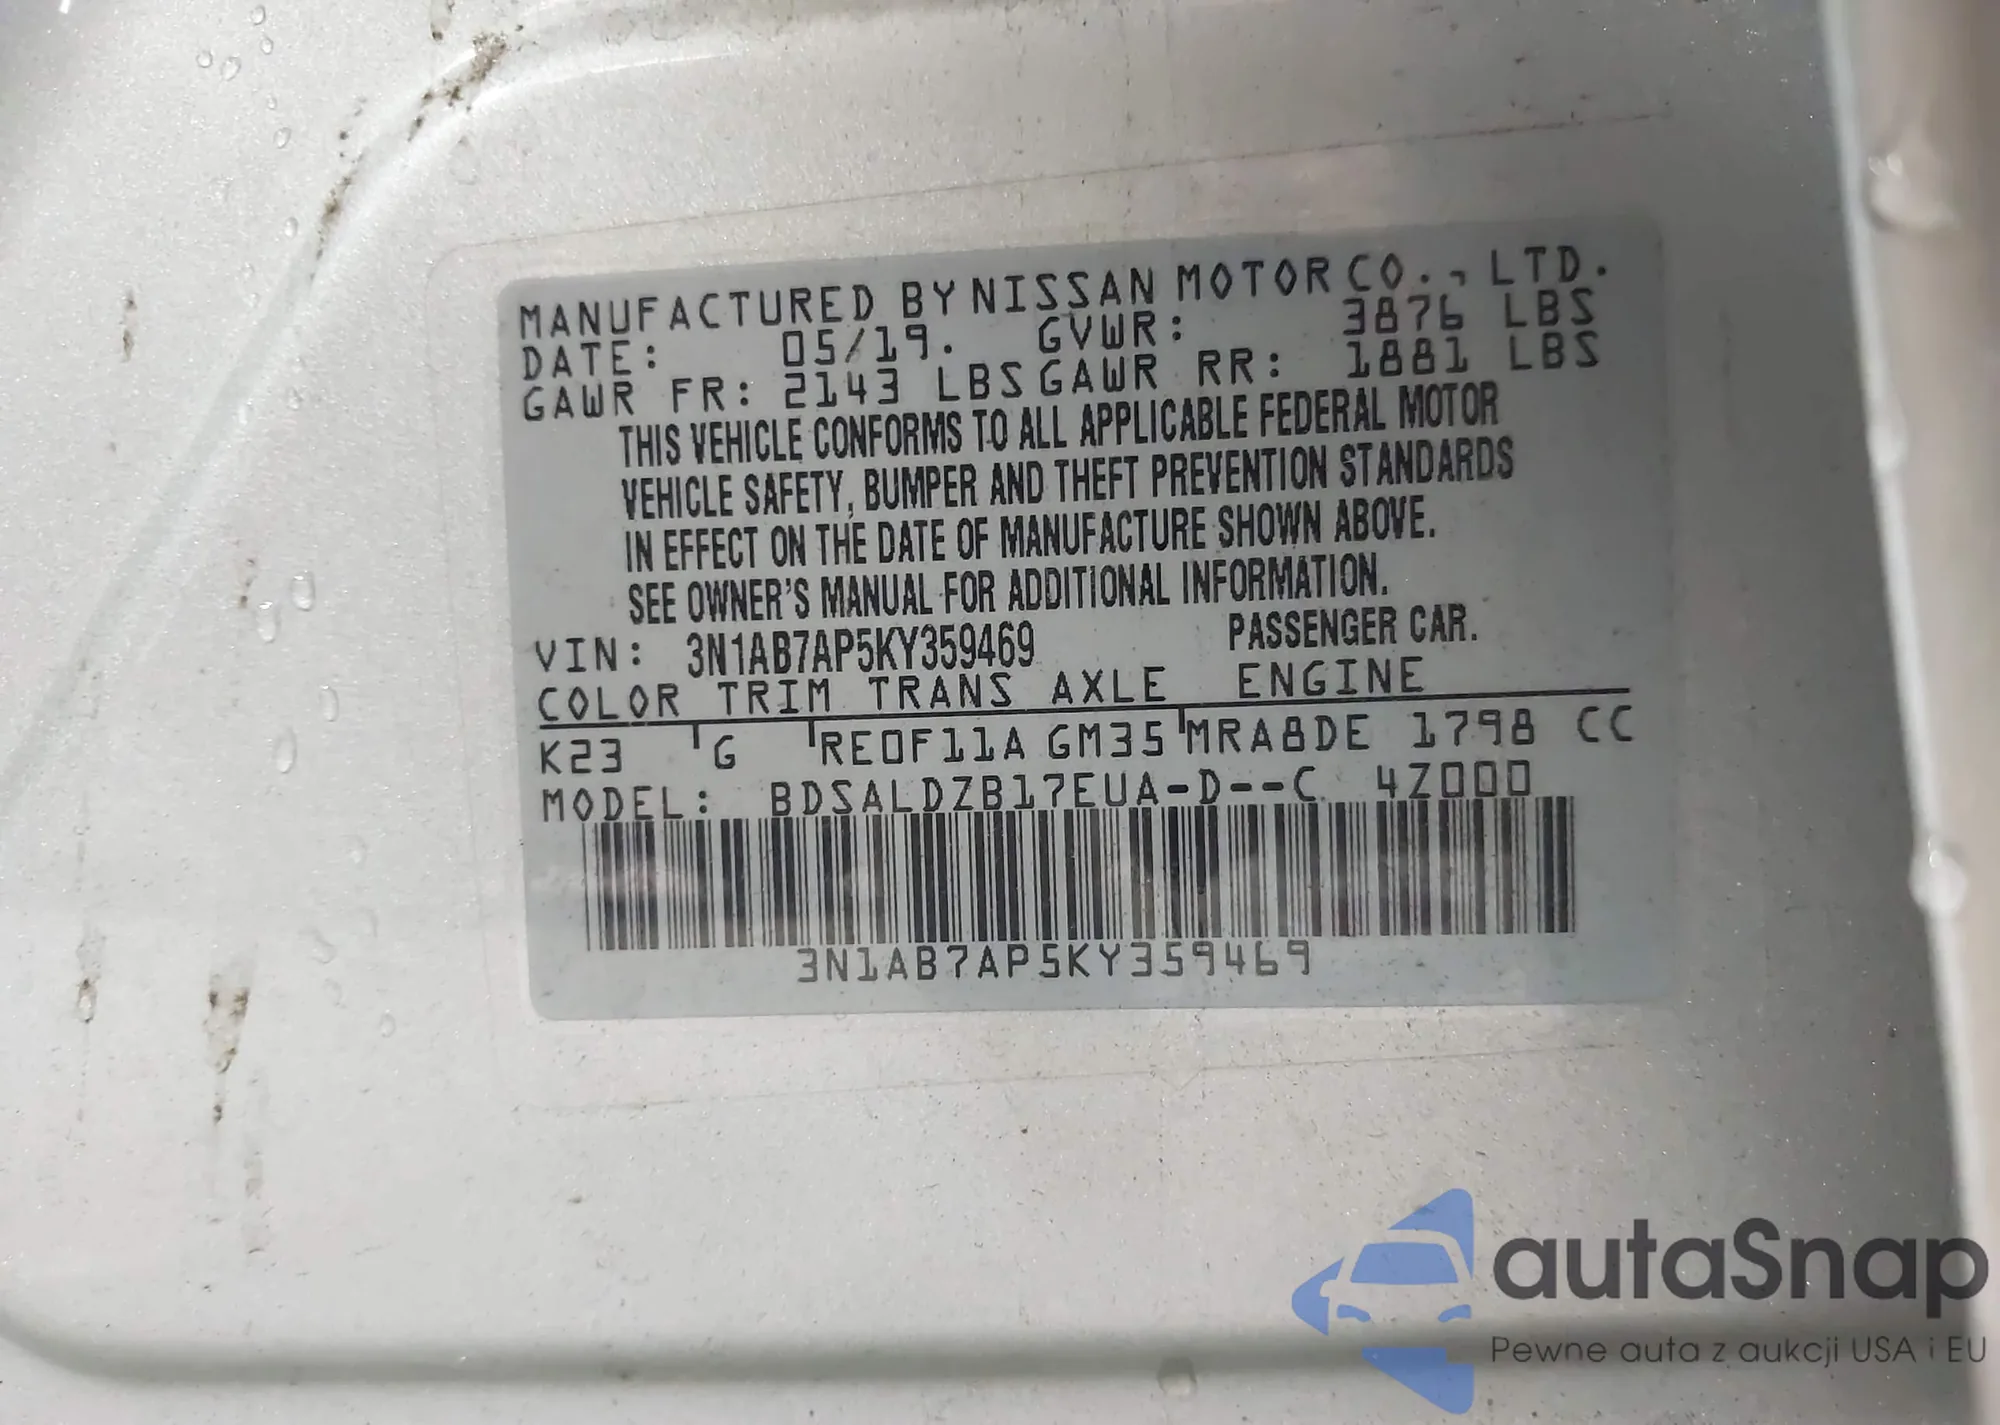 MANUFACTURED BY NISSAN MOTOR CO., LTD.
DATE: 05/19. GVWR: 3876 LBS
GAWR FR: 2143 LBS GAWR RR: 1881 LBS
THIS VEHICLE CONFORMS TO ALL APPLICABLE FEDERAL MOTOR
VEHICLE SAFETY, BUMPER AND THEFT PREVENTION STANDARDS
IN EFFECT ON THE DATE OF MANUFACTURE SHOWN ABOVE.
SEE OWNER'S MANUAL FOR ADDITIONAL INFORMATION.
VIN: 3N1AB7AP5KY359469 PASSENGER CAR.
COLOR TRIM TRANS AXLE ENGINE
K23 G RE0F11A GM35 MRA8DE 1798 CC
MODEL: BDSALDZB17EUA-D--C 4Z000
3N1AB7AP5KY359469
autaSnap
Pewne auta z aukcji USA i EU